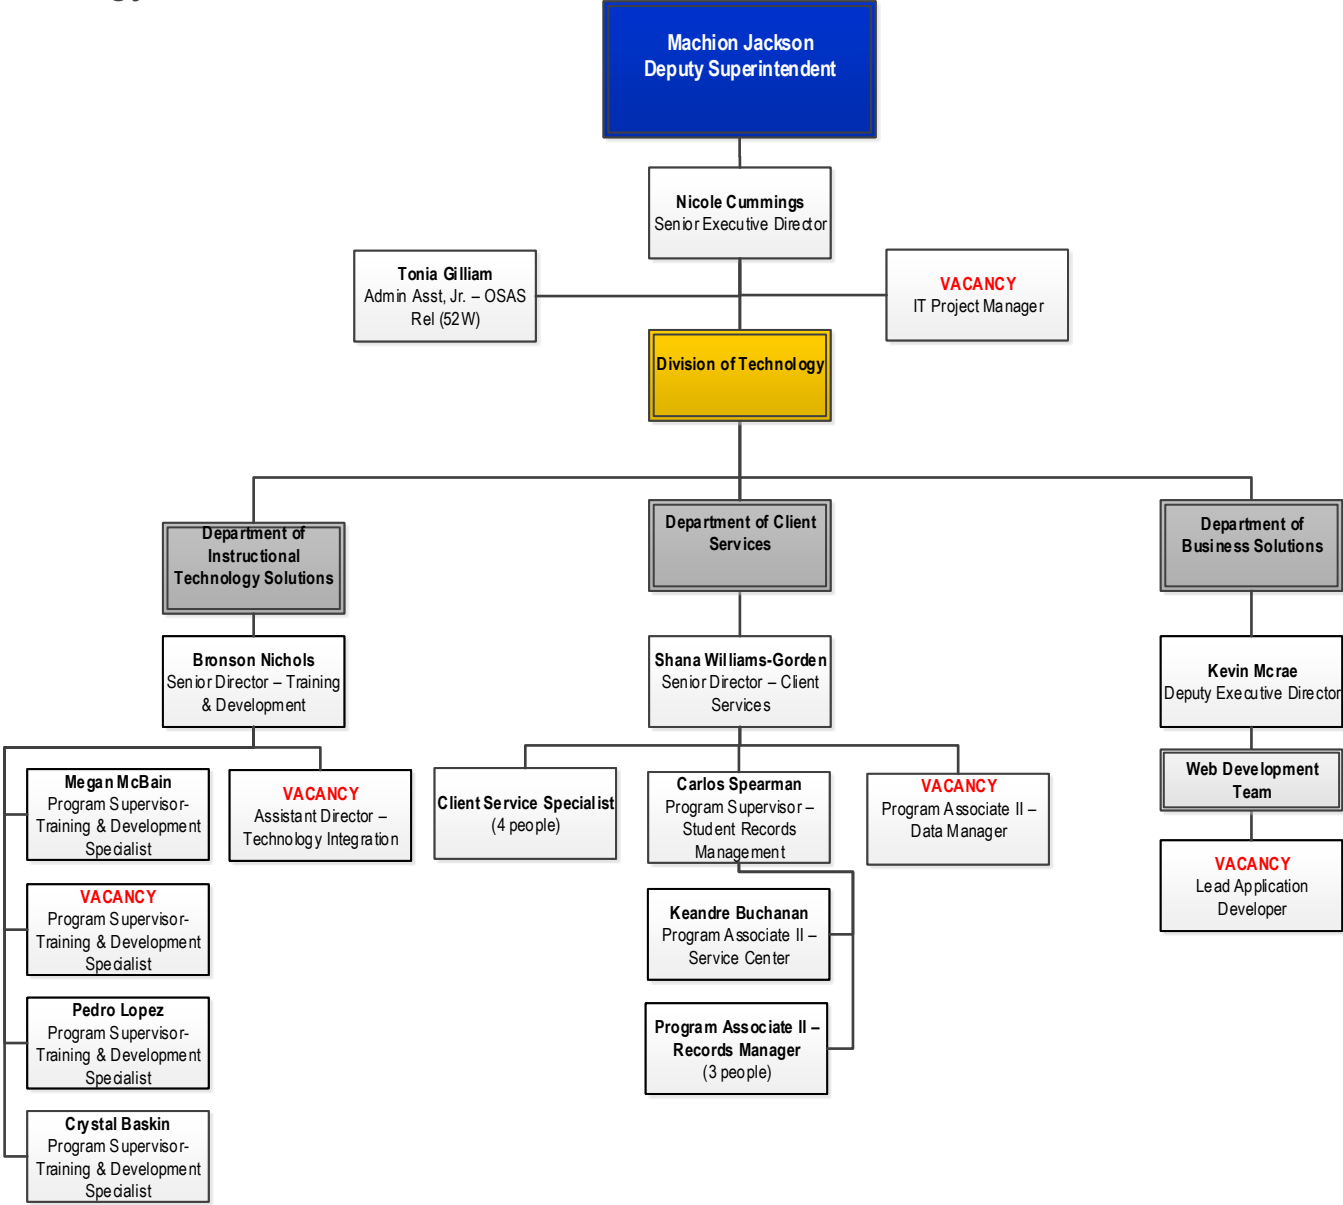 Machion Jackson
Deputy Superintendent
Nicole Cummings
Senior Executive Director
Tonia Gilliam
Admin Asst, Jr. – OSAS
Rel (52W)
VACANCY
IT Project Manager
Division of Technology
Department of
Instructional
Technology Solutions
Department of Client
Services
Department of
Business Solutions
Bronson Nichols
Senior Director – Training
& Development
Shana Williams-Gorden
Senior Director – Client
Services
Kevin Mcrae
Deputy Executive Director
Megan McBain
Program Supervisor-
Training & Development
Specialist
VACANCY
Assistant Director –
Technology Integration
Client Service Specialist
(4 people)
Carlos Spearman
Program Supervisor –
Student Records
Management
VACANCY
Program Associate II –
Data Manager
Web Development
Team
VACANCY
Program Supervisor-
Training & Development
Specialist
Keandre Buchanan
Program Associate II –
Service Center
VACANCY
Lead Application
Developer
Pedro Lopez
Program Supervisor-
Training & Development
Specialist
Program Associate II –
Records Manager
(3 people)
Crystal Baskin
Program Supervisor-
Training & Development
Specialist